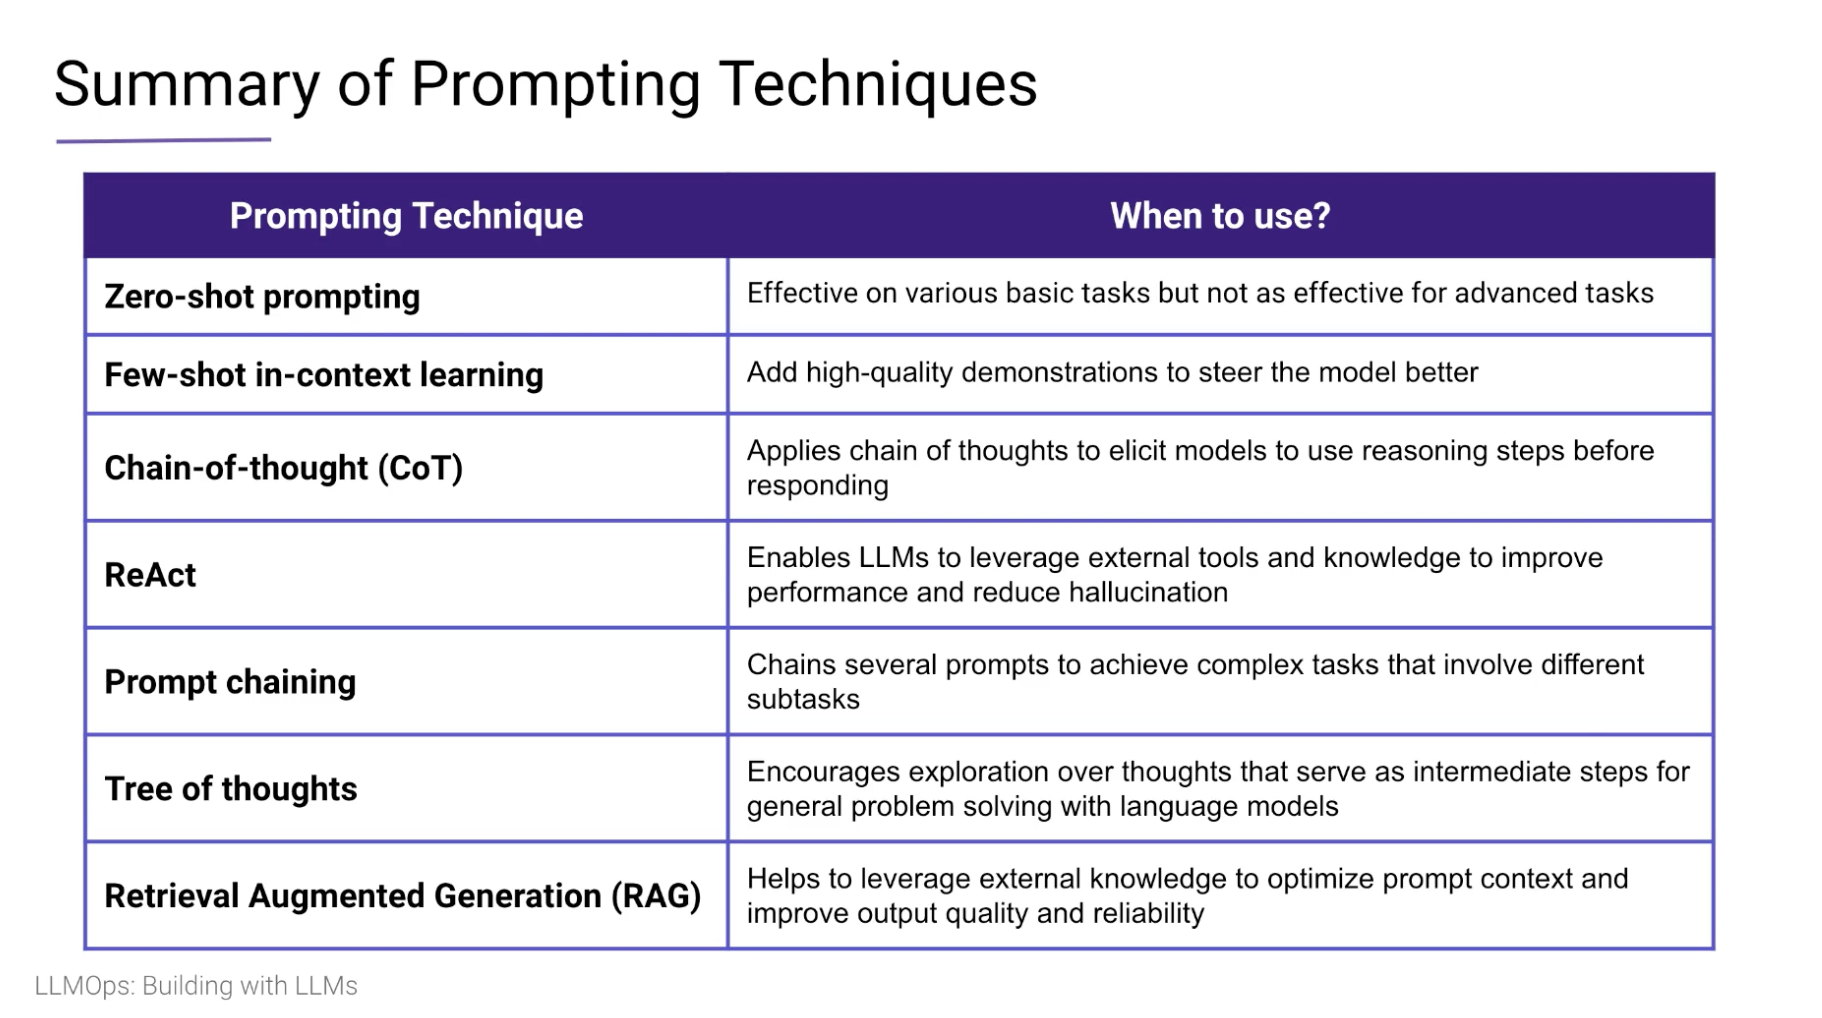 Summary of Prompting Techniques
Prompting Technique
When to use?
Zero-shot prompting
Effective on various basic tasks but not as effective for advanced tasks
Few-shot in-context learning
Add high-quality demonstrations to steer the model better
Chain-of-thought (CoT)
Applies chain of thoughts to elicit models to use reasoning steps before
responding
ReAct
Enables LLMs to leverage external tools and knowledge to improve
performance and reduce hallucination
Prompt chaining
Chains several prompts to achieve complex tasks that involve different
subtasks
Tree of thoughts
Encourages exploration over thoughts that serve as intermediate steps for
general problem solving with language models
Retrieval Augmented Generation (RAG)
Helps to leverage external knowledge to optimize prompt context and
improve output quality and reliability
LLMOps: Building with LLMs